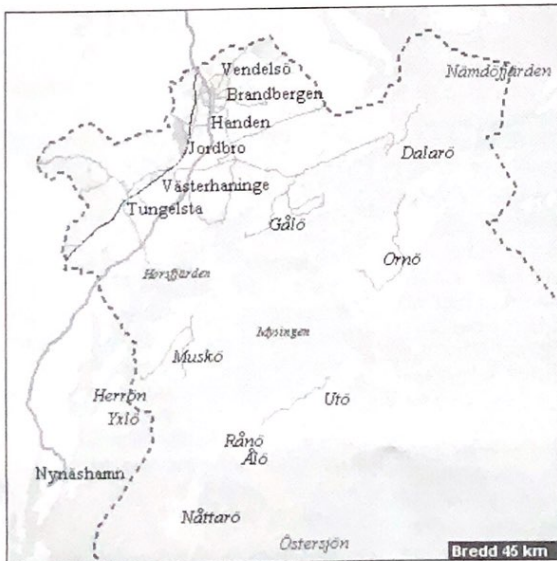 Vendelsö
Nämdöfjärden
Brandbergen
Handen
Jordbro
Dalarö
Västerhaninge
Tungelsta
Gålö
Ornö
Horsfjärden
Mysingen
Muskö
Herrön
Utö
Yxlö
Rånö
Ålö
Nynäshamn
Nåttarö
Östersjön
Bredd 45 km